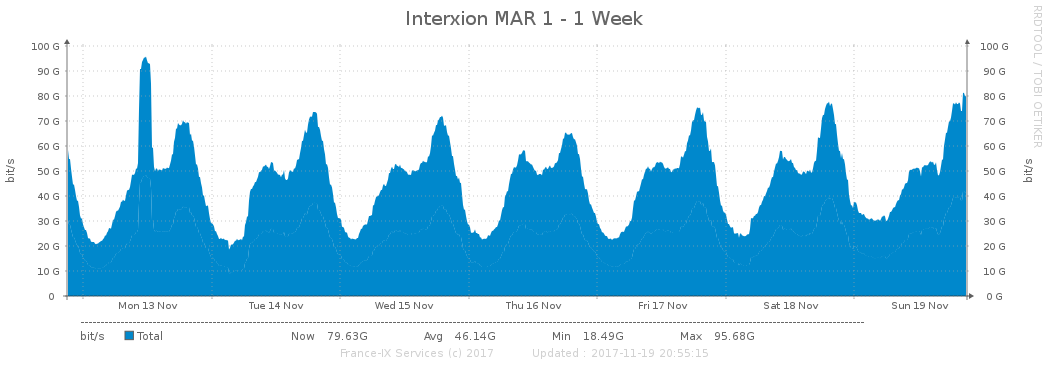 Interxion MAR 1 - 1 Week
RRDTOOL / TOBI OETIKER
bit/s
100 G
90 G
80 G
70 G
60 G
50 G
40 G
30 G
20 G
10 G
0
100 G
90 G
80 G
70 G
60 G
50 G
40 G
30 G
20 G
10 G
0 G
bit/s
Mon 13 Nov Tue 14 Nov Wed 15 Nov Thu 16 Nov Fri 17 Nov Sat 18 Nov Sun 19 Nov
bit/s Total Now 79.63G Avg 46.14G Min 18.49G Max 95.68G
France-IX Services (c) 2017 Updated : 2017-11-19 20:55:15